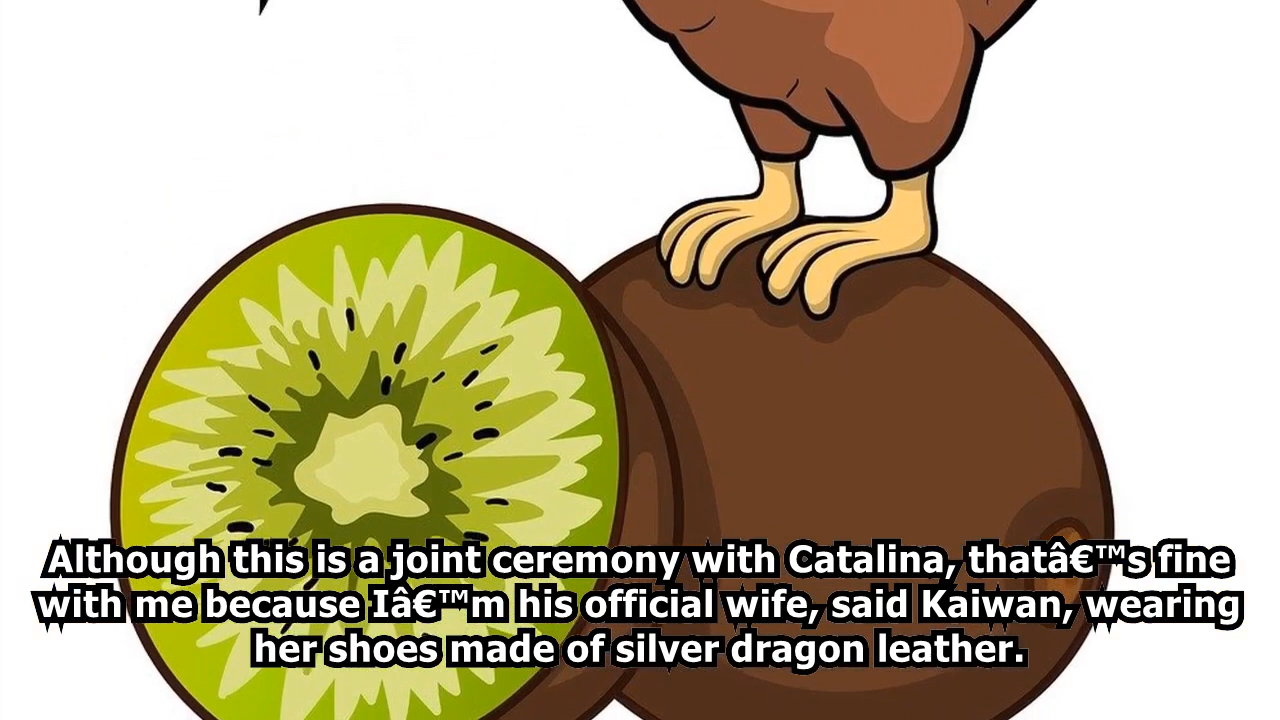 Although this is a joint ceremony with Catalina, thatâ€™s fine
with me because Iâ€™m his official wife, said Kaiwan, wearing
her shoes made of silver dragon leather.